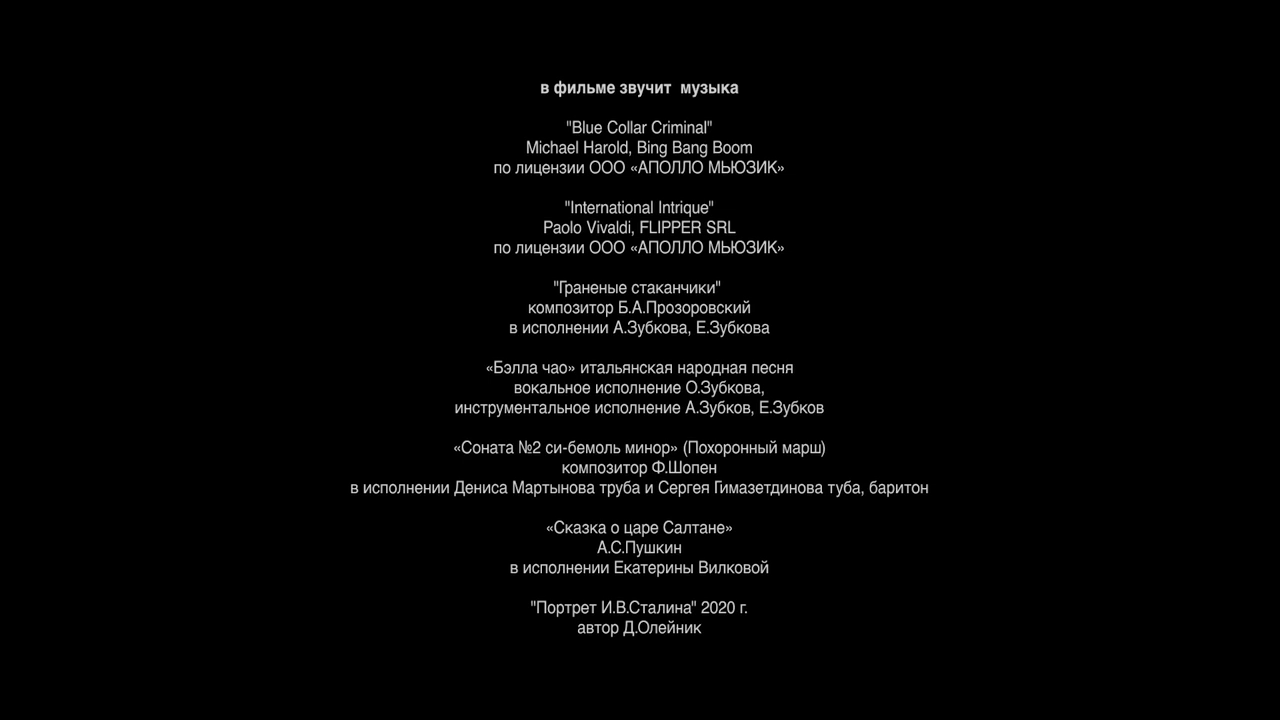 в фильме звучит  музыка
"Blue Collar Criminal"
Michael Harold, Bing Bang Boom
по лицензии ООО «АПОЛЛО МЬЮЗИК»
"International Intrique"
Paolo Vivaldi, FLIPPER SRL
по лицензии ООО «АПОЛЛО МЬЮЗИК»
"Граненые стаканчики"
композитор Б.А.Прозоровский
в исполнении А.Зубкова, Е.Зубкова
«Бэлла чао» итальянская народная песня
вокальное исполнение О.Зубкова,
инструментальное исполнение А.Зубков, Е.Зубков
«Соната №2 си-бемоль минор» (Похоронный марш)
композитор Ф.Шопен
в исполнении Дениса Мартынова труба и Сергея Гимазетдинова туба, баритон
«Сказка о царе Салтане»
А.С.Пушкин
в исполнении Екатерины Вилковой
"Портрет И.В.Сталина" 2020 г.
автор Д.Олейник